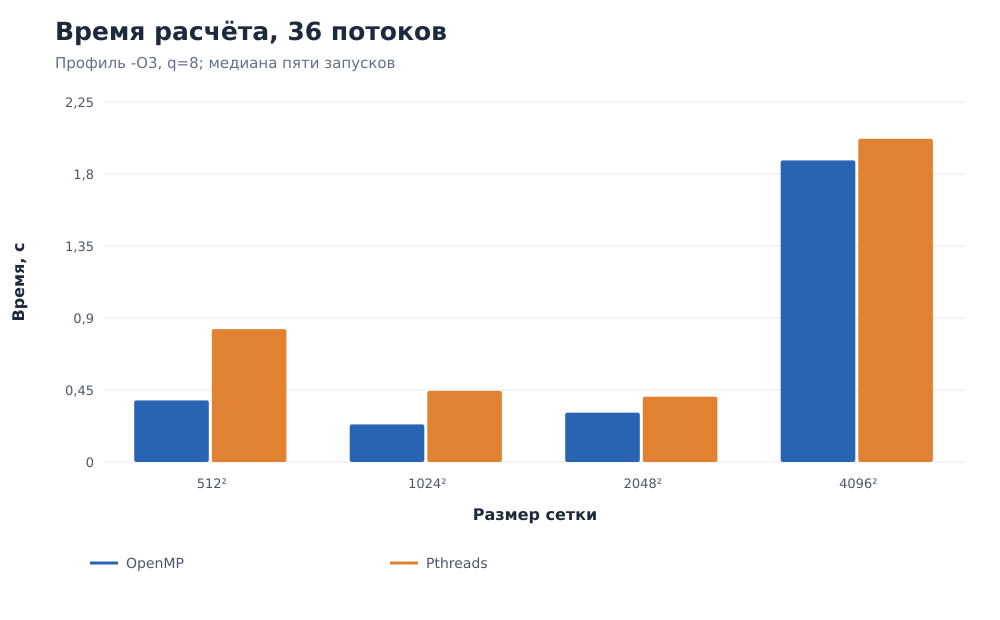 Время расчёта, 36 потоков
Профиль -O3, q=8; медиана пяти запусков
Время, с
2,25
1,8
1,35
0,9
0,45
0
512²
1024²
2048²
4096²
Размер сетки
OpenMP
Pthreads